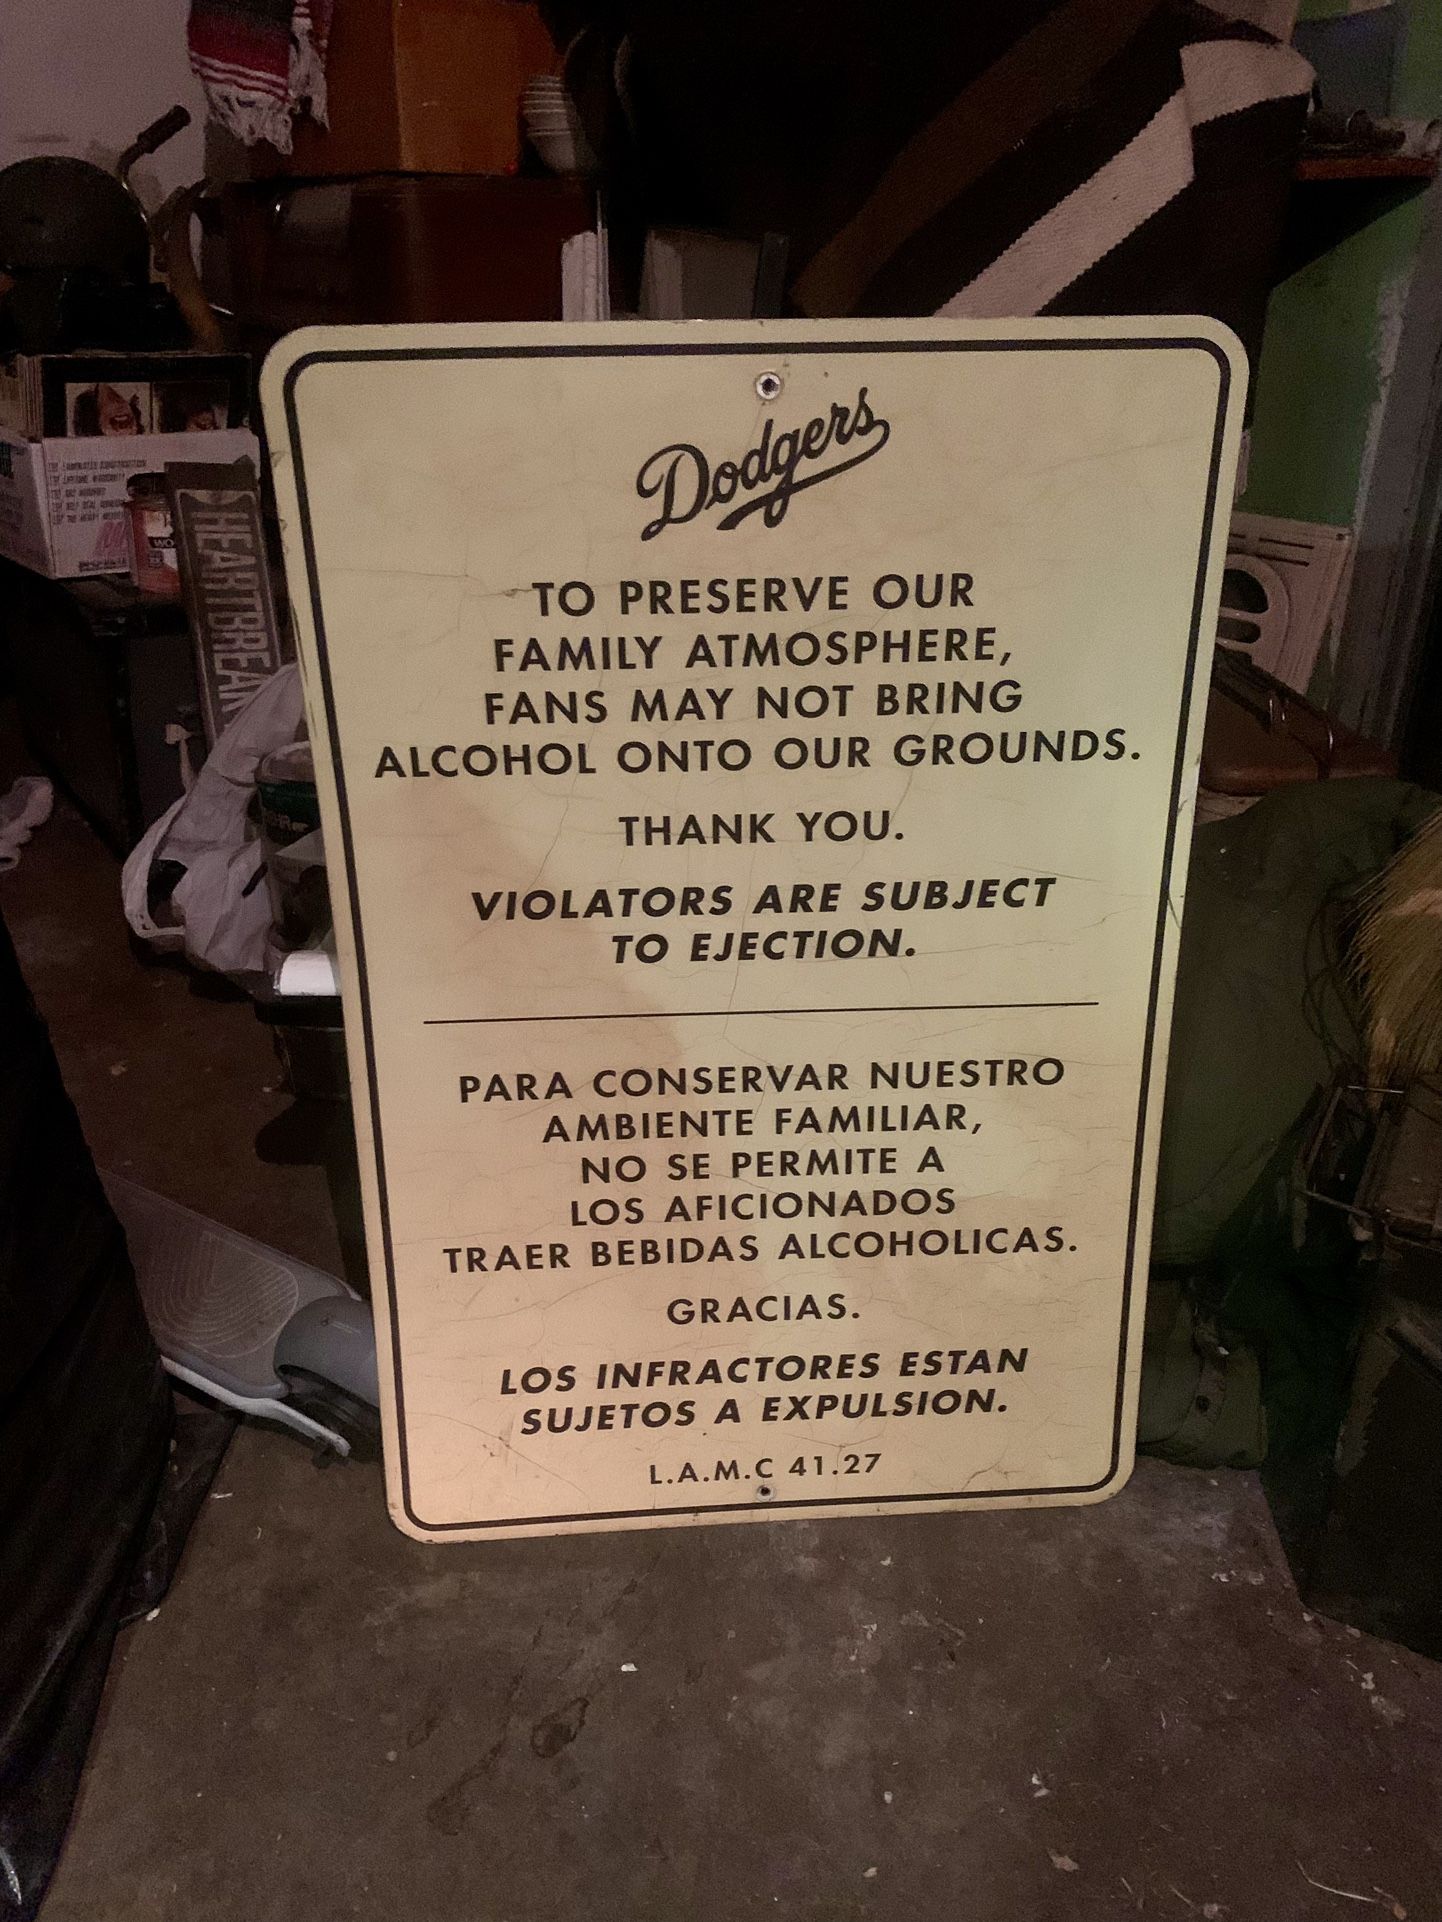 Dodgers
TO PRESERVE OUR
FAMILY ATMOSPHERE,
FANS MAY NOT BRING
ALCOHOL ONTO OUR GROUNDS.
THANK YOU.
VIOLATORS ARE SUBJECT
TO EJECTION.
PARA CONSERVAR NUESTRO
AMBIENTE FAMILIAR,
NO SE PERMITE A
LOS AFICIONADOS
TRAER BEBIDAS ALCOHOLICAS.
GRACIAS.
LOS INFRACTORES ESTAN
SUJETOS A EXPULSION.
L.A.M.C 41.27
HEARTBREAK